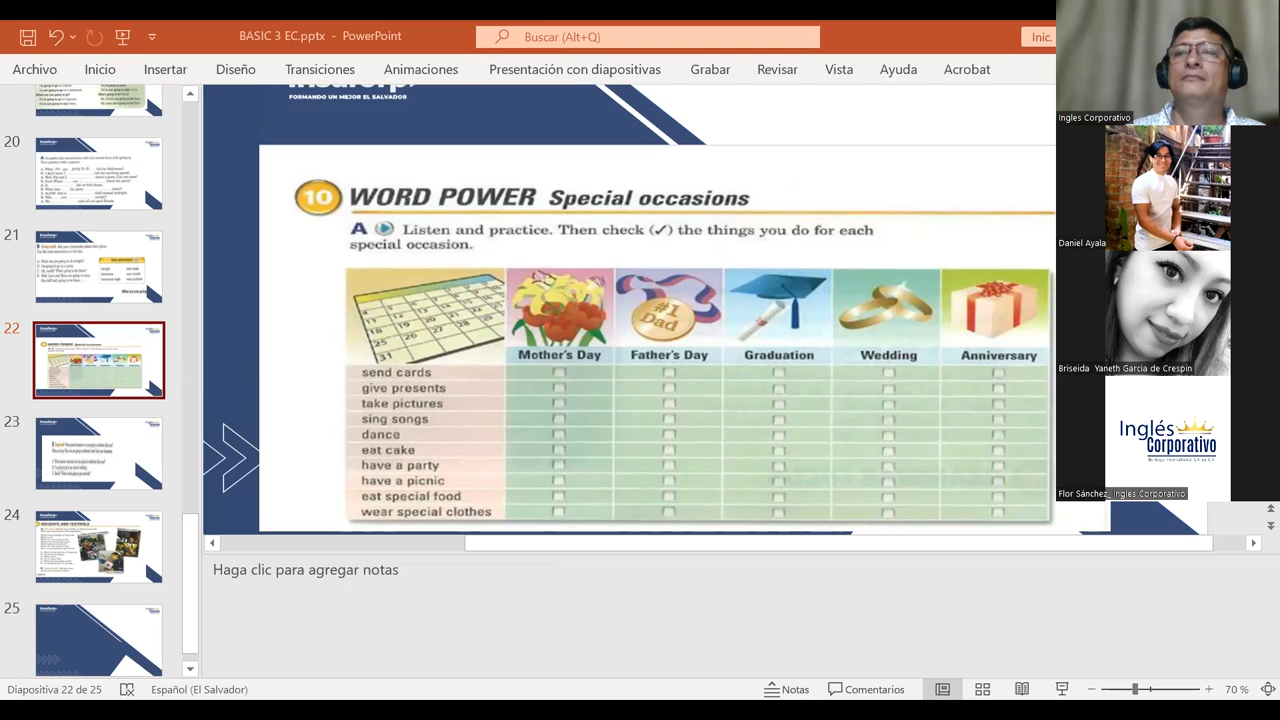 BASIC 3 EC.pptx - PowerPoint
Buscar (Alt+Q)
Inic.
Archivo Inicio Insertar Diseño Transiciones Animaciones Presentación con diapositivas Grabar Revisar Vista Ayuda Acrobat
FORMANDO UN MEJOR EL SALVADOR
10 WORD POWER Special occasions
A Listen and practice. Then check (✓) the things you do for each
special occasion.
#1
Dad
Mother's Day Father's Day Graduation Wedding Anniversary
send cards
give presents
take pictures
sing songs
dance
eat cake
have a party
have a picnic
eat special food
wear special clothes
20
21
22
23
24
HOLIDAYS AND FESTIVALS
25
Haga clic para agregar notas
Diapositiva 22 de 25
Español (El Salvador)
Notas
Comentarios
70 %
Ingles Corporativo
Daniel Ayala
Briseida Yaneth Garcia de Crespin
Inglés
Corporativo
Flor Sánchez_ Inglés Corporativo